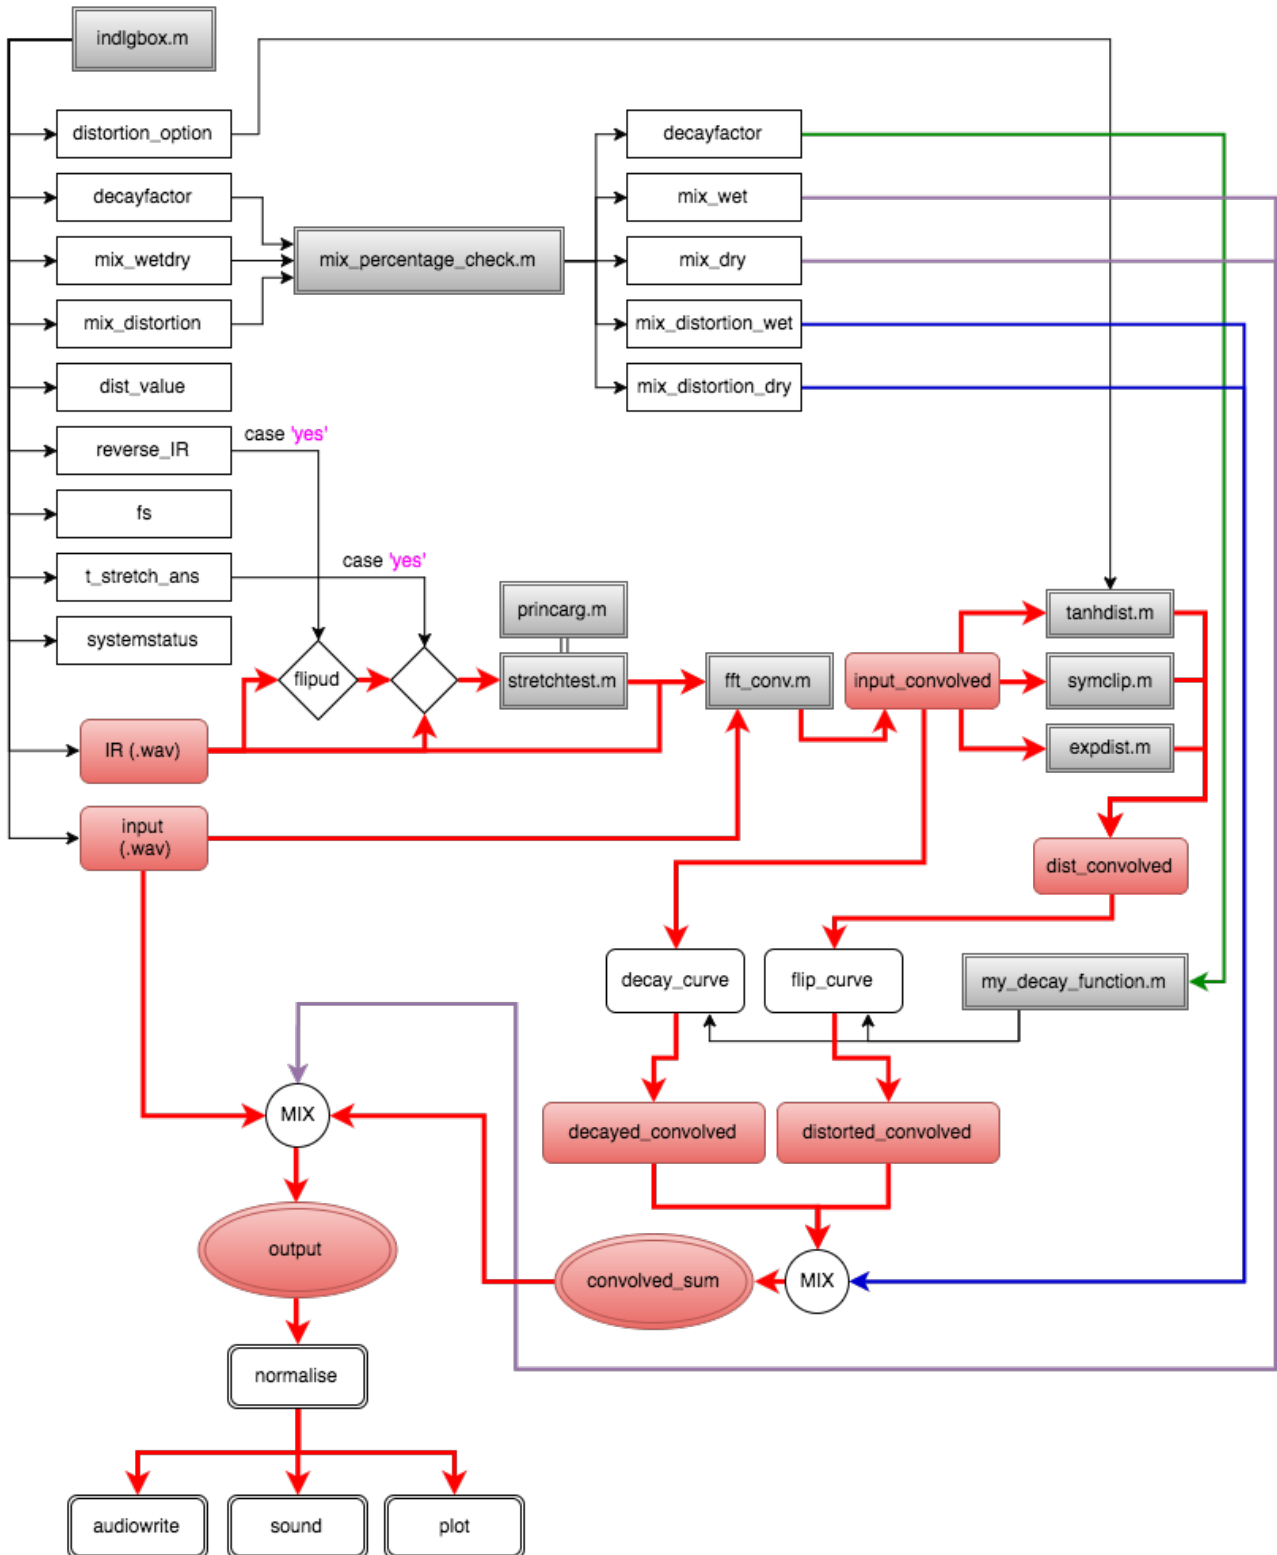 indlgbox.m
distortion_option
decayfactor
decayfactor
mix_wet
mix_wetdry
mix_percentage_check.m
mix_dry
mix_distortion
mix_distortion_wet
dist_value
mix_distortion_dry
case 'yes'
reverse_IR
fs
case 'yes'
t_stretch_ans
princarg.m
tanhdist.m
systemstatus
flipud
stretchtest.m
fft_conv.m
input_convolved
symclip.m
IR (.wav)
expdist.m
input
(.wav)
dist_convolved
decay_curve
flip_curve
my_decay_function.m
MIX
decayed_convolved
distorted_convolved
output
convolved_sum
MIX
normalise
audiowrite
sound
plot